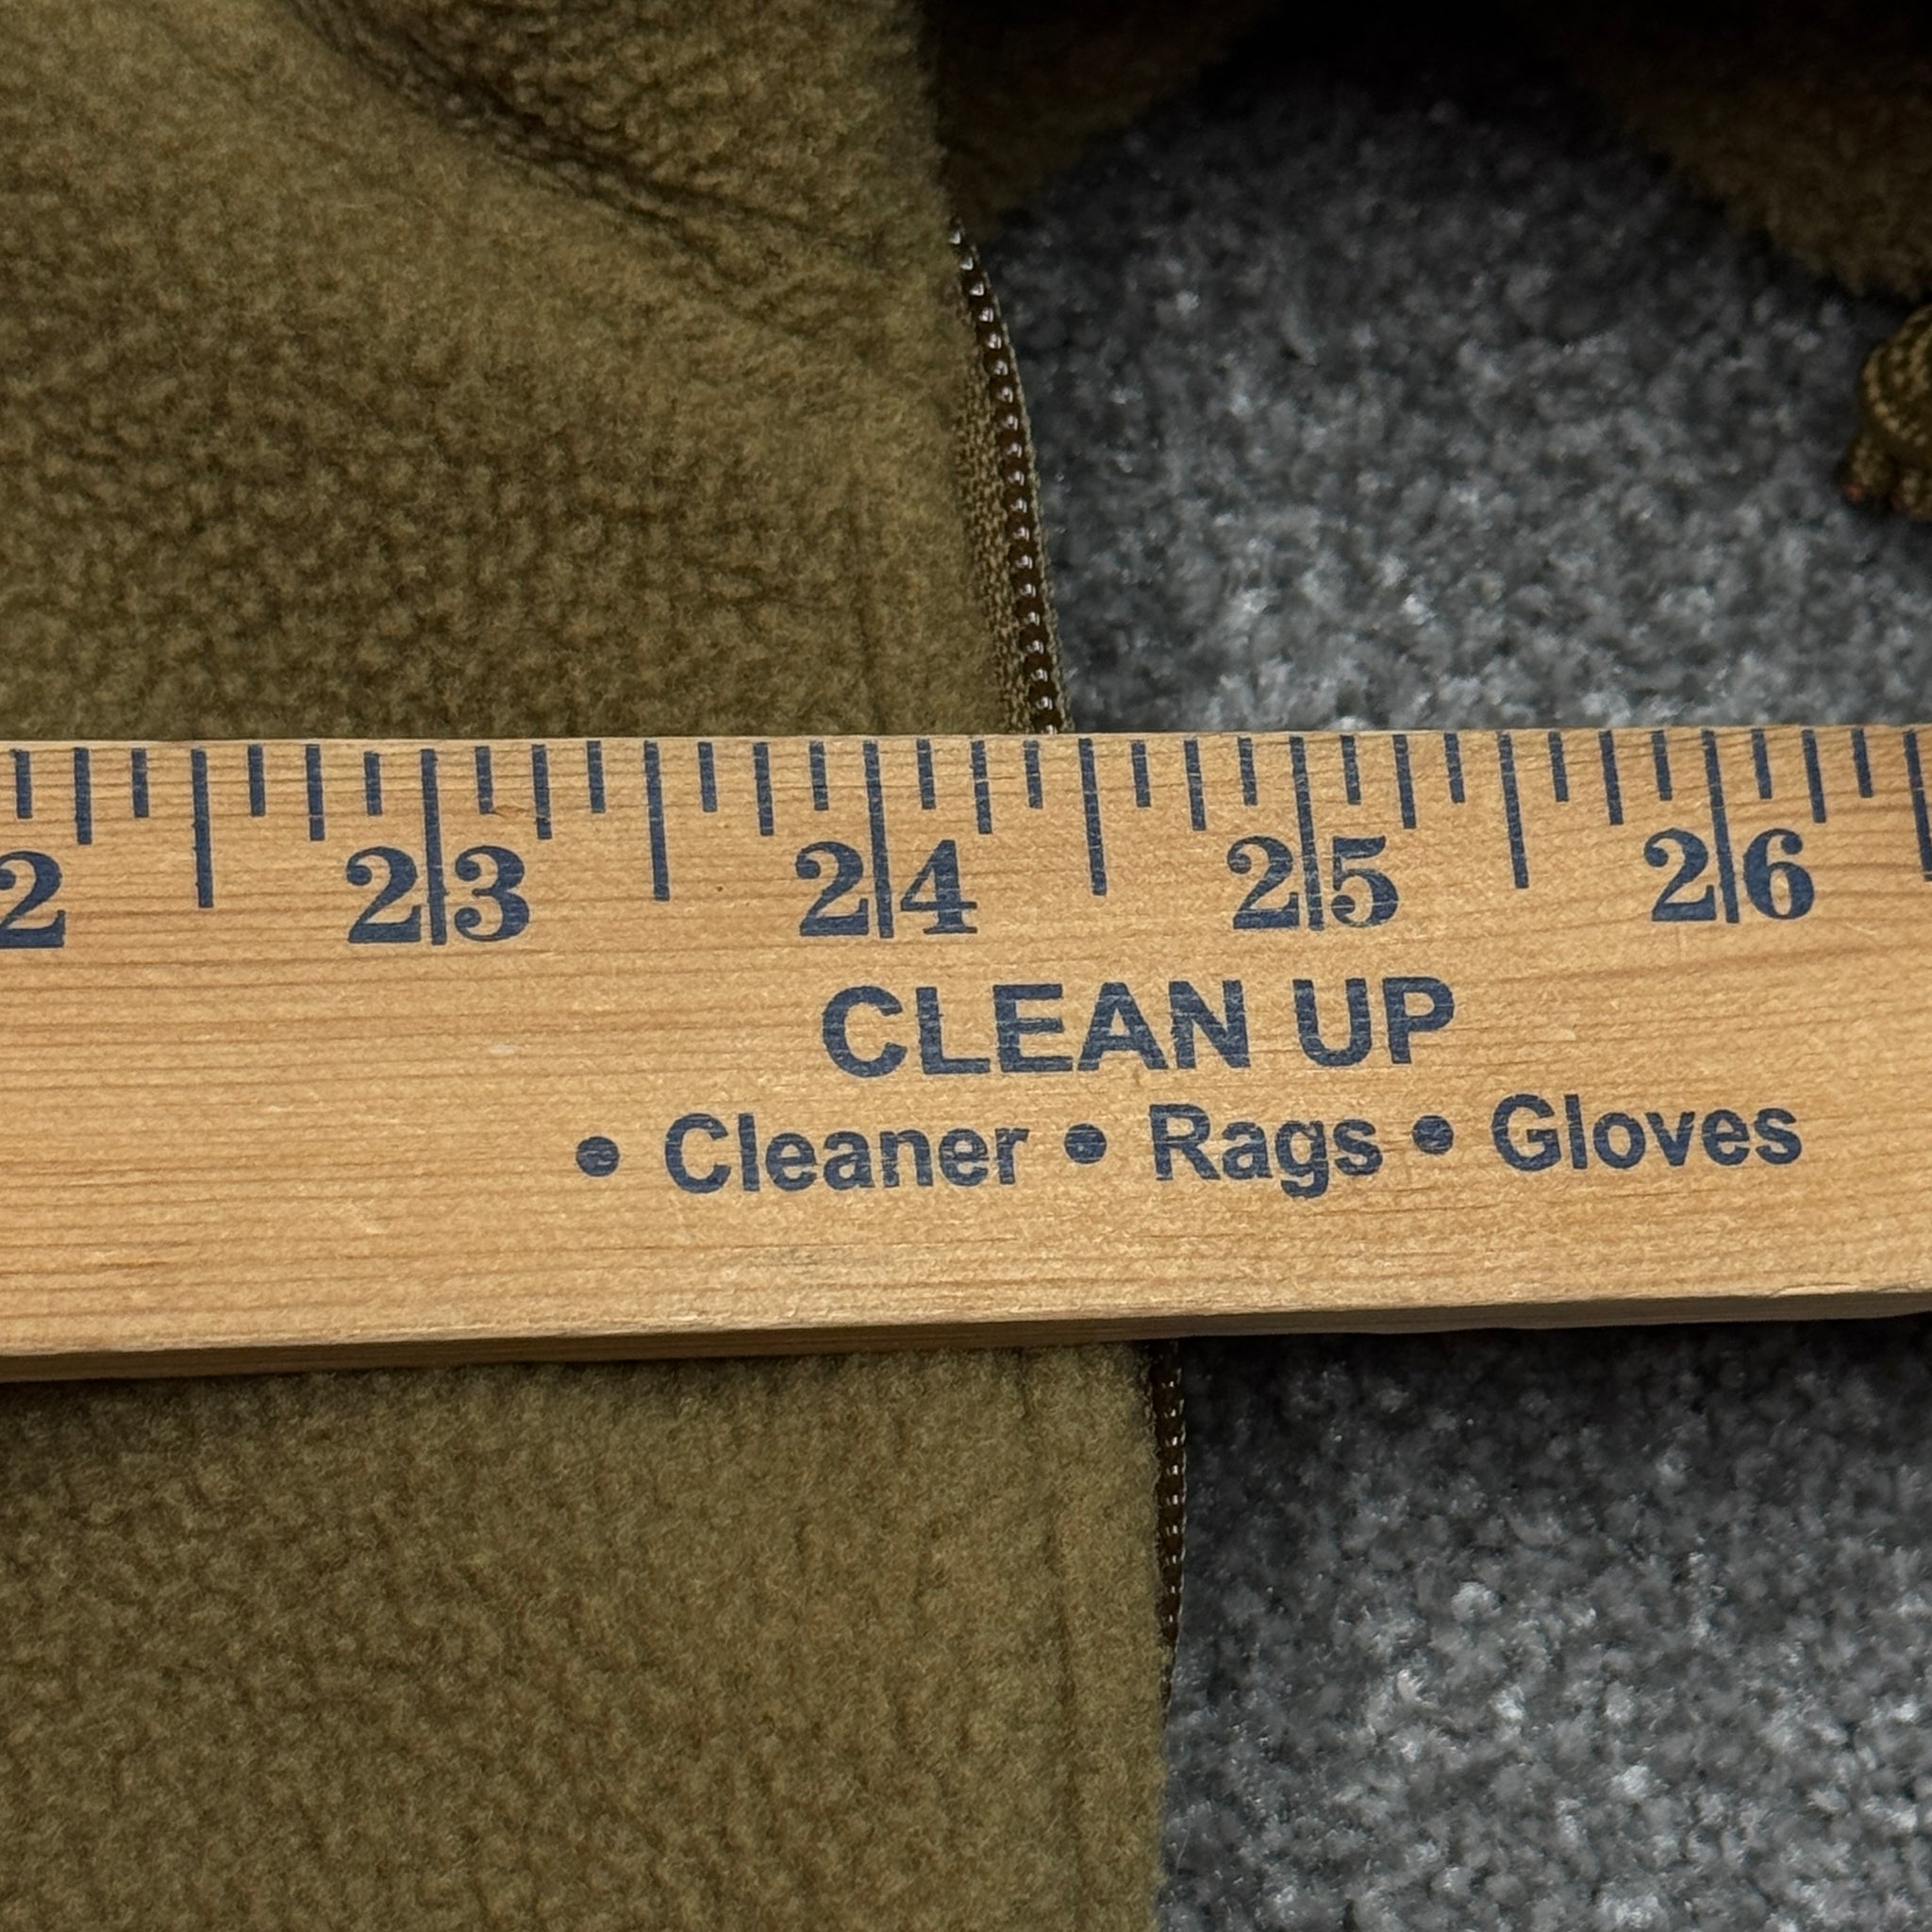 2 23 24 25 26
CLEAN UP
• Cleaner • Rags • Gloves